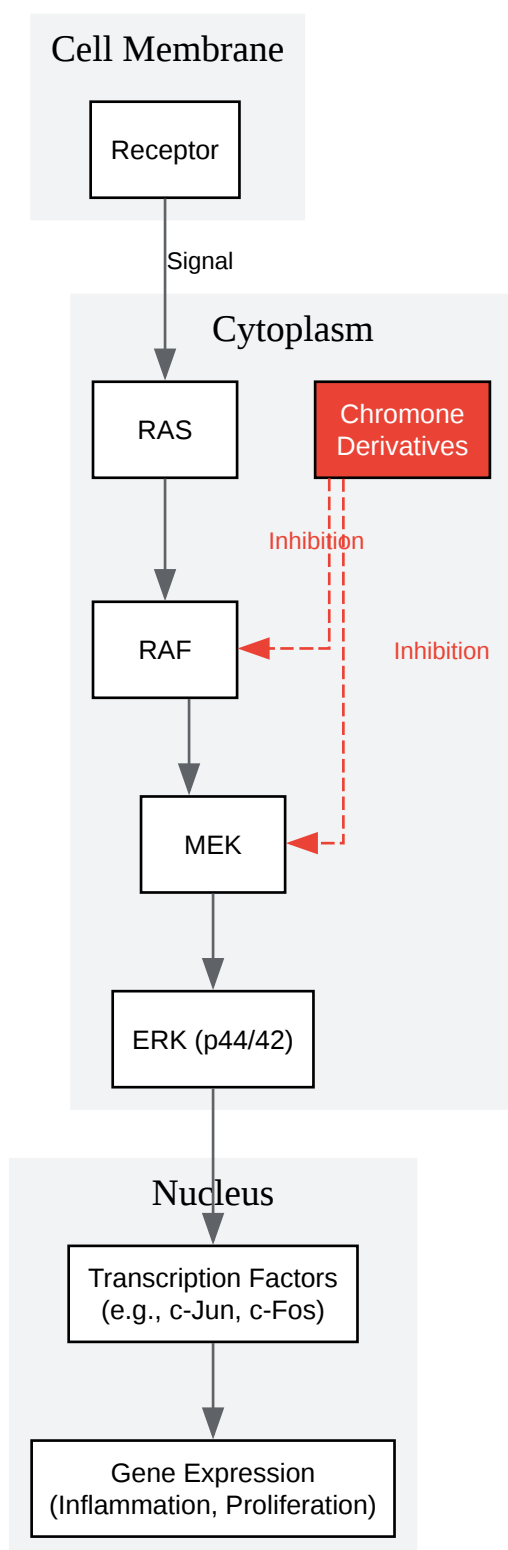 Cell Membrane
Receptor
Signal
Cytoplasm
RAS
Chromone
Derivatives
Inhibition
RAF
Inhibition
MEK
ERK (p44/42)
Nucleus
Transcription Factors
(e.g., c-Jun, c-Fos)
Gene Expression
(Inflammation, Proliferation)